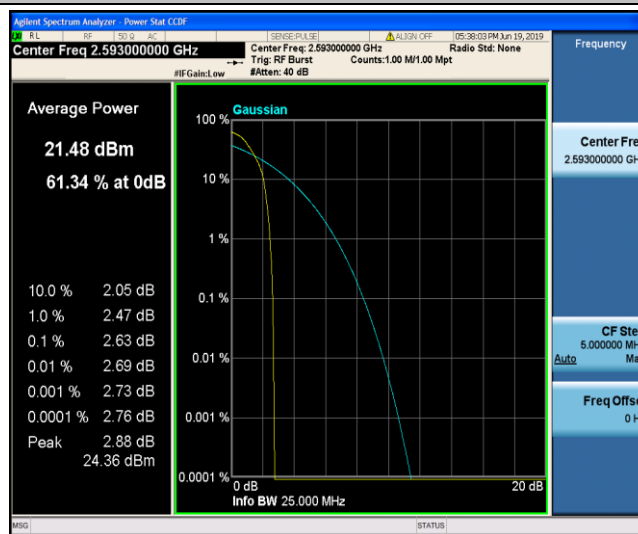 Agilent Spectrum Analyzer - Power Stat CCDF
RL RF 50 Ω AC SENSE:PULSE ALIGN OFF 05:38:03 PM Jun 19, 2019
Center Freq 2.593000000 GHz
Center Freq: 2.593000000 GHz Radio Std: None
Trig: RF Burst Counts:1.00 M/1.00 Mpt
#IFGain:Low #Atten: 40 dB
Frequency
Average Power
21.48 dBm
61.34 % at 0dB
10.0 % 2.05 dB
1.0 % 2.47 dB
0.1 % 2.63 dB
0.01 % 2.69 dB
0.001 % 2.73 dB
0.0001 % 2.76 dB
Peak 2.88 dB
24.36 dBm
Gaussian
100 %
10 %
1 %
0.1 %
0.01 %
0.001 %
0.0001 %
0 dB 20 dB
Info BW 25.000 MHz
Center Fre
2.593000000 GH
CF Ste
5.000000 MH
Auto Ma
Freq Offse
0 H
MSG STATUS